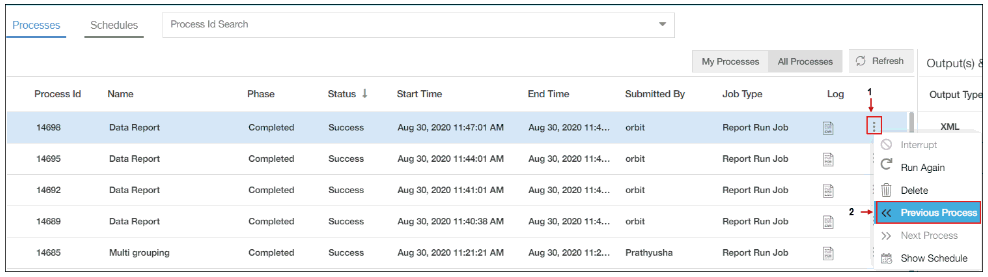 Processes Schedules Process Id Search
My Processes All Processes Refresh Output(s) &
Process Id Name Phase Status ↓ Start Time End Time Submitted By Job Type Log Output Type
1
14698 Data Report Completed Success Aug 30, 2020 11:47:01 AM Aug 30, 2020 11:4... orbit Report Run Job XML
Interrupt
14695 Data Report Completed Success Aug 30, 2020 11:44:01 AM Aug 30, 2020 11:4... orbit Report Run Job
Run Again
14692 Data Report Completed Success Aug 30, 2020 11:41:01 AM Aug 30, 2020 11:4... orbit Report Run Job
Delete
2 Previous Process
14689 Data Report Completed Success Aug 30, 2020 11:40:38 AM Aug 30, 2020 11:4... orbit Report Run Job
Next Process
14685 Multi grouping Completed Success Aug 30, 2020 11:21:21 AM Aug 30, 2020 11:2... Prathyusha Report Run Job
Show Schedule